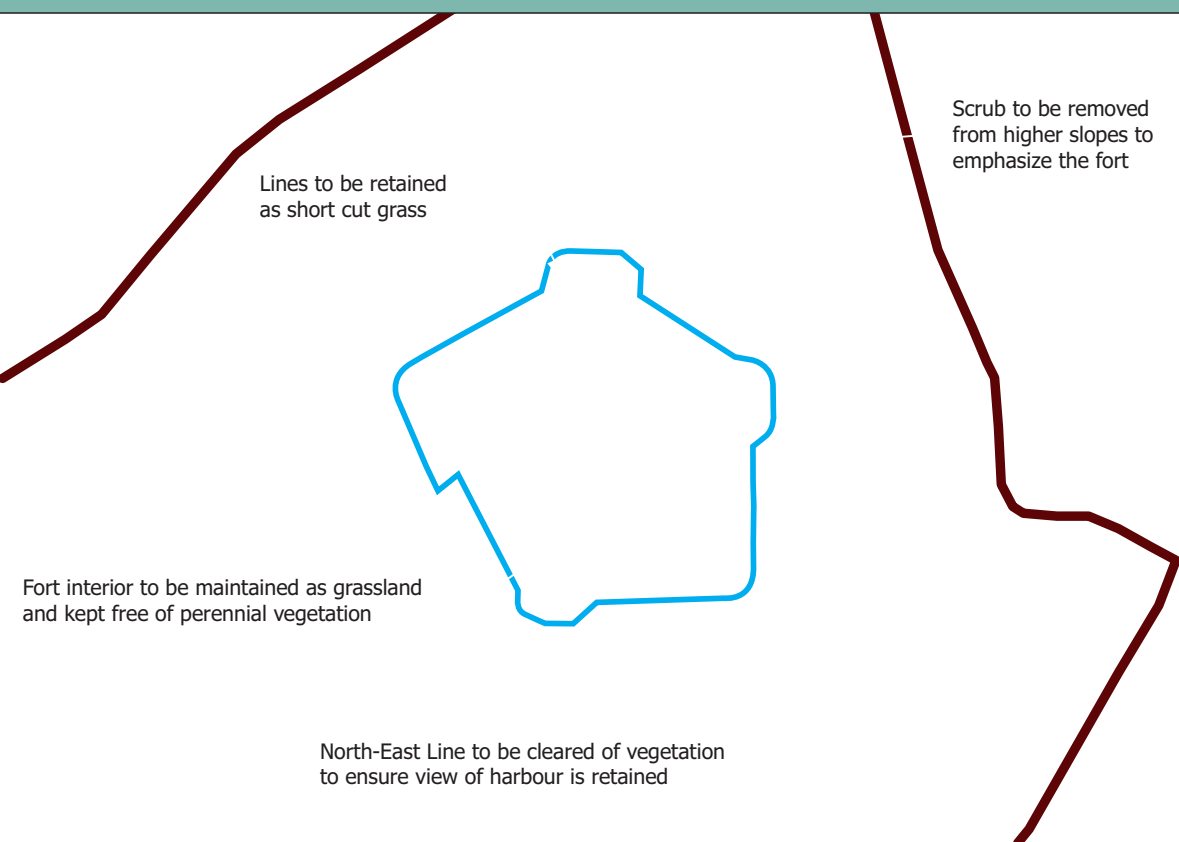 Scrub to be removed
from higher slopes to
emphasize the fort
Lines to be retained
as short cut grass
Fort interior to be maintained as grassland
and kept free of perennial vegetation
North-East Line to be cleared of vegetation
to ensure view of harbour is retained